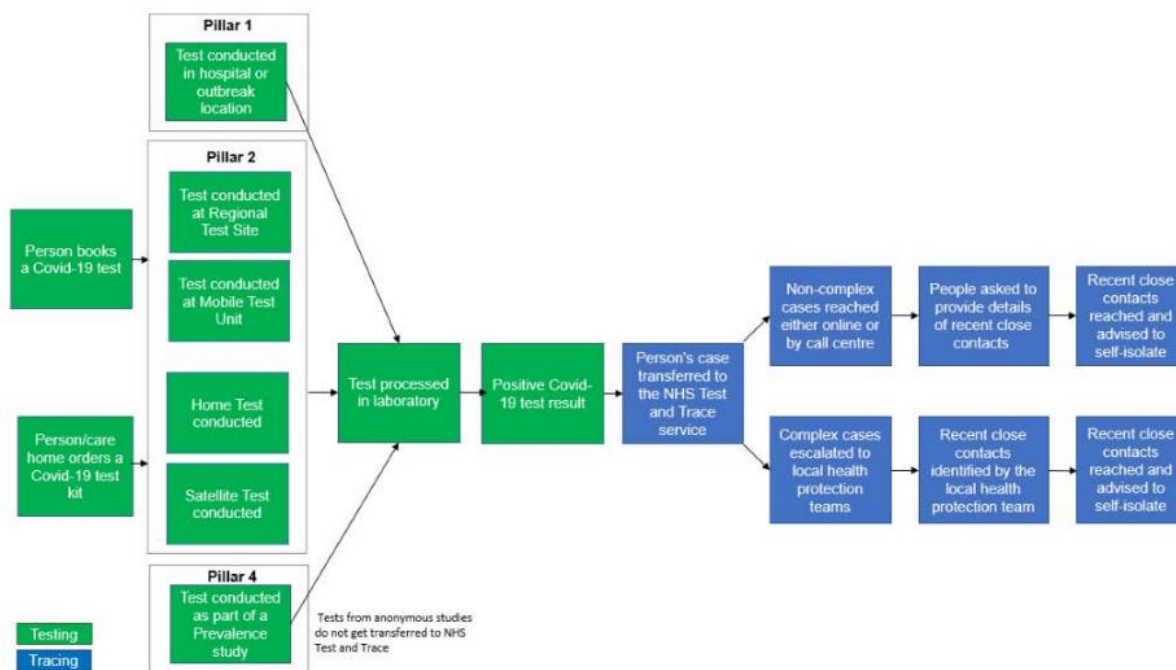 Pillar 1
Test conducted
in hospital or
outbreak
location
Pillar 2
Test conducted
at Regional
Test Site
Person books
a Covid-19 test
Test conducted
at Mobile Test
Unit
Home Test
conducted
Person/care
home orders a
Covid-19 test
kit
Satellite Test
conducted
Pillar 4
Test conducted
as part of a
Prevalence
study
Tests from anonymous studies
do not get transferred to NHS
Test and Trace
Test processed
in laboratory
Positive Covid-
19 test result
Person's case
transferred to
the NHS Test
and Trace
service
Non-complex
cases reached
either online or
by call centre
People asked to
provide details
of recent close
contacts
Recent close
contacts
reached and
advised to
self-isolate
Complex cases
escalated to
local health
protection
teams
Recent close
contacts
identified by the
local health
protection team
Recent close
contacts
reached and
advised to
self-isolate
Testing
Tracing